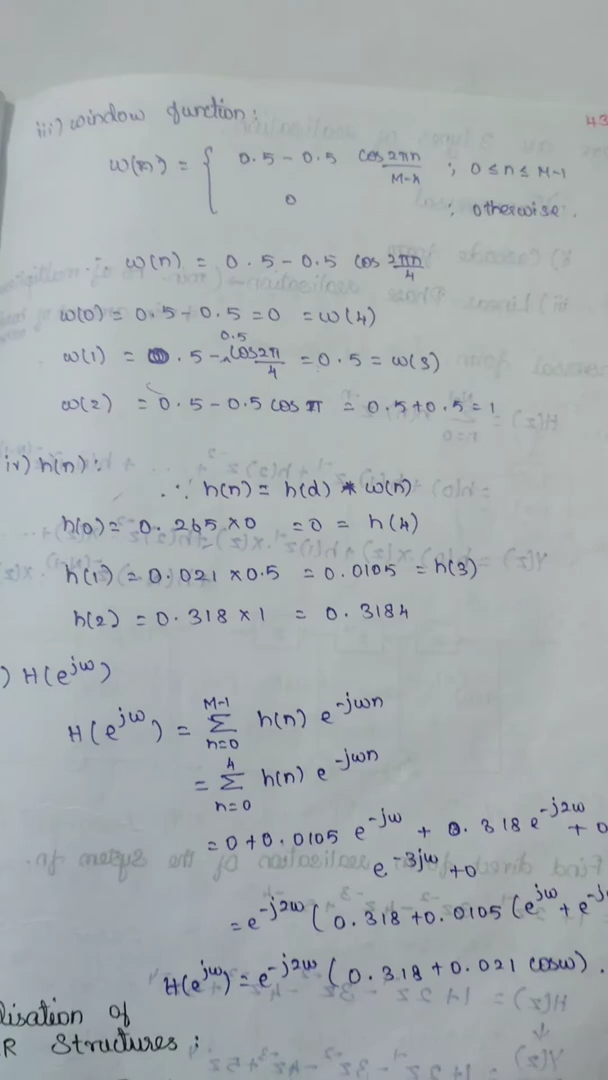 43
iii) window function:
w(n) = { 0.5 - 0.5 cos 2πn/M-1 ; 0 ≤ n ≤ M-1
0 ; otherwise.
∴ w(n) = 0.5 - 0.5 cos 2πn/4
w(0) = 0.5 - 0.5 = 0 = w(4)
w(1) = 0.5 - 0.5 cos 2π/4 = 0.5 = w(3)
w(2) = 0.5 - 0.5 cos π = 0.5 + 0.5 = 1
iv) h(n):
∴ h(n) = h(d) * w(n)
h(0) = 0.265 × 0 = 0 = h(4)
h(1) = 0.021 × 0.5 = 0.0105 = h(3)
h(2) = 0.318 × 1 = 0.3184
) H(e^jω)
H(e^jω) = Σ_{n=0}^{M-1} h(n) e^-jωn
= Σ_{n=0}^{4} h(n) e^-jωn
= 0 + 0.0105 e^-jω + 0.318 e^-j2ω + 0
e^-3jω + 0
= e^-j2ω (0.318 + 0.0105 (e^jω + e^-j
H(e^jω) = e^-j2ω (0.318 + 0.021 cosω).
lisation of
R Structures: